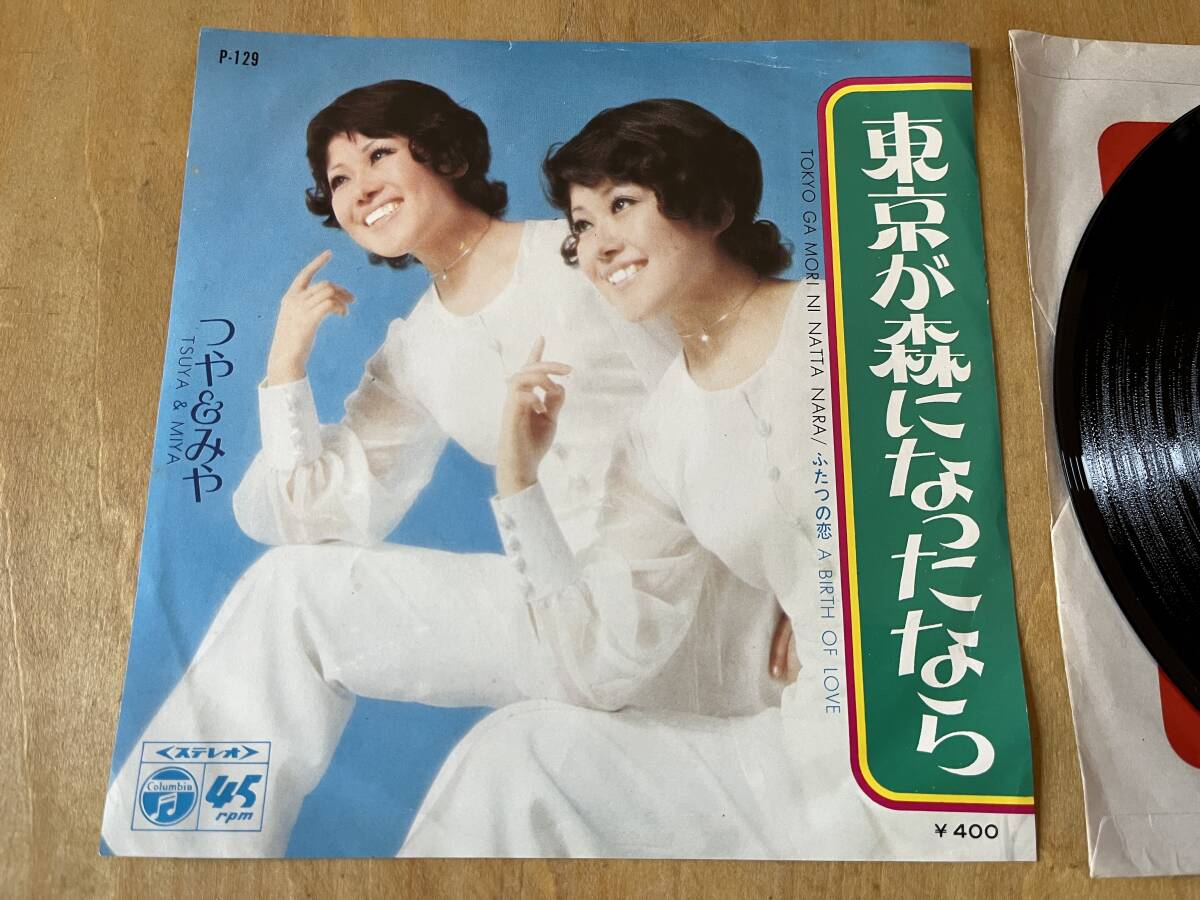 P-129
東京が森になったなら
TOKYO GA MORI NI NATTA NARA/ ふたつの恋 A BIRTH OF LOVE
つや&みや
TSUYA & MIYA
<ステレオ>
Columbia
45
rpm
¥400